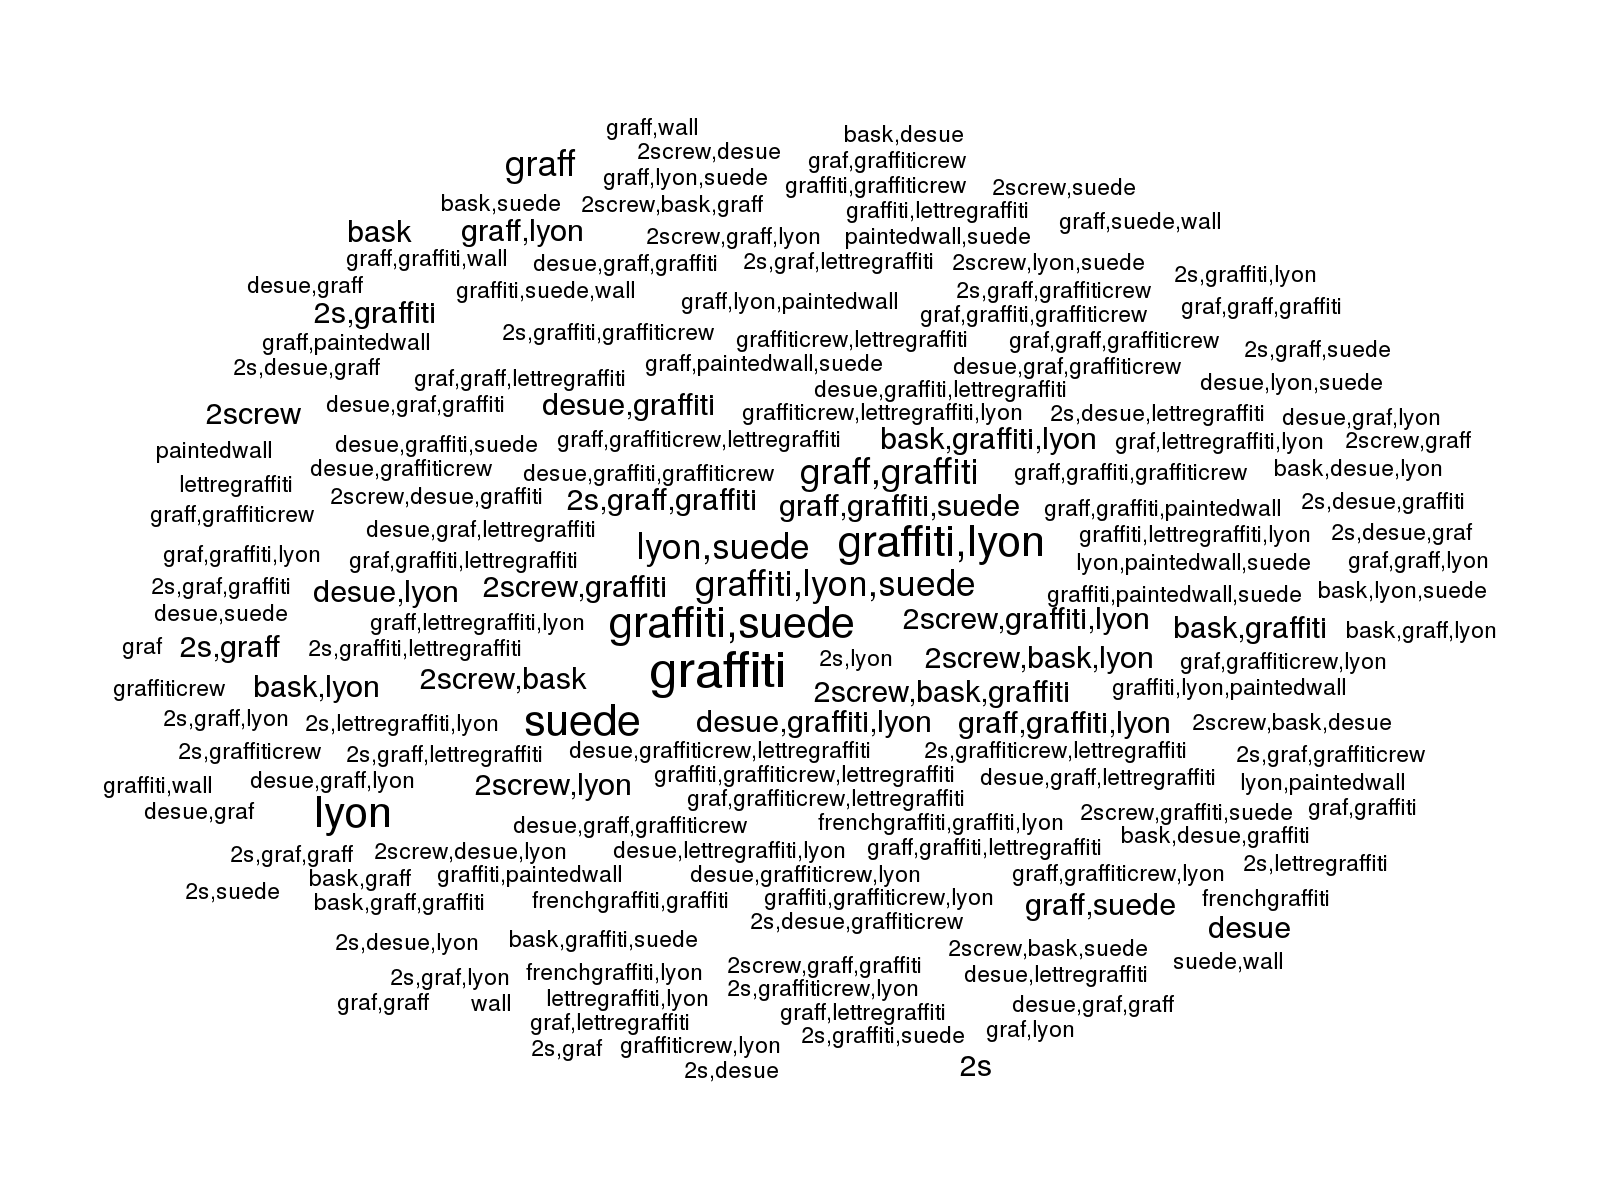 graff,wall
bask,desue
2screw,desue
graff
graf,graffiticrew
graff,lyon,suede
graffiti,graffiticrew
2screw,suede
bask,suede
2screw,bask,graff
graffiti,lettregraffiti
graff,suede,wall
bask
graff,lyon
2screw,graff,lyon
paintedwall,suede
graff,graffiti,wall
desue,graff,graffiti
2s,graf,lettregraffiti
2screw,lyon,suede
2s,graffiti,lyon
desue,graff
graffiti,suede,wall
graff,lyon,paintedwall
2s,graff,graffiticrew
graf,graff,graffiti
2s,graffiti
graf,graffiti,graffiticrew
2s,graffiti,graffiticrew
graffiticrew,lettregraffiti
graf,graff,graffiticrew
graff,paintedwall
2s,graff,suede
2s,desue,graff
graff,paintedwall,suede
desue,graf,graffiticrew
graf,graff,lettregraffiti
desue,graffiti,lettregraffiti
desue,lyon,suede
2screw
desue,graf,graffiti
desue,graffiti
graffiticrew,lettregraffiti,lyon
2s,desue,lettregraffiti
desue,graf,lyon
paintedwall
desue,graffiti,suede
graff,graffiticrew,lettregraffiti
bask,graffiti,lyon
graf,lettregraffiti,lyon
2screw,graff
desue,graffiticrew
desue,graffiti,graffiticrew
graff,graffiti
graff,graffiti,graffiticrew
bask,desue,lyon
lettregraffiti
2screw,desue,graffiti
2s,graff,graffiti
graff,graffiti,suede
graff,graffiti,paintedwall
2s,desue,graffiti
graff,graffiticrew
desue,graf,lettregraffiti
lyon,suede
graffiti,lyon
graffiti,lettregraffiti,lyon
2s,desue,graf
graf,graffiti,lyon
graf,graffiti,lettregraffiti
lyon,paintedwall,suede
graf,graff,lyon
2s,graf,graffiti
desue,lyon
2screw,graffiti
graffiti,lyon,suede
graffiti,paintedwall,suede
bask,lyon,suede
desue,suede
graff,lettregraffiti,lyon
graffiti,suede
2screw,graffiti,lyon
bask,graffiti
bask,graff,lyon
graf
2s,graff
2s,graffiti,lettregraffiti
graffiti
2s,lyon
2screw,bask,lyon
graf,graffiticrew,lyon
graffiticrew
bask,lyon
2screw,bask
2screw,bask,graffiti
graffiti,lyon,paintedwall
2s,graff,lyon
2s,lettregraffiti,lyon
suede
desue,graffiti,lyon
graff,graffiti,lyon
2screw,bask,desue
2s,graffiticrew
2s,graff,lettregraffiti
desue,graffiticrew,lettregraffiti
2s,graffiticrew,lettregraffiti
2s,graf,graffiticrew
graffiti,wall
desue,graff,lyon
2screw,lyon
graffiti,graffiticrew,lettregraffiti
desue,graff,lettregraffiti
lyon,paintedwall
desue,graf
lyon
graf,graffiticrew,lettregraffiti
2screw,graffiti,suede
graf,graffiti
desue,graff,graffiticrew
frenchgraffiti,graffiti,lyon
bask,desue,graffiti
2s,graf,graff
2screw,desue,lyon
desue,lettregraffiti,lyon
graff,graffiti,lettregraffiti
2s,lettregraffiti
2s,suede
bask,graff
graffiti,paintedwall
desue,graffiticrew,lyon
graff,graffiticrew,lyon
bask,graff,graffiti
frenchgraffiti,graffiti
graffiti,graffiticrew,lyon
graff,suede
frenchgraffiti
2s,desue,graffiticrew
desue
2s,desue,lyon
bask,graffiti,suede
2screw,bask,suede
suede,wall
2s,graf,lyon
frenchgraffiti,lyon
2screw,graff,graffiti
desue,lettregraffiti
graf,graff
wall
lettregraffiti,lyon
2s,graffiticrew,lyon
desue,graf,graff
graf,lettregraffiti
graff,lettregraffiti
2s,graffiti,suede
graf,lyon
2s,graf
graffiticrew,lyon
2s,desue
2s